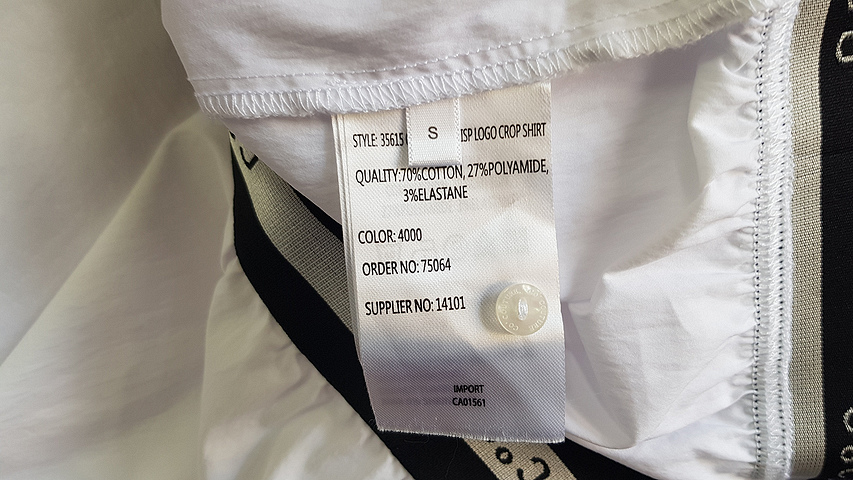 S
STYLE: 35615 ISP LOGO CROP SHIRT
QUALITY:70%COTTON, 27%POLYAMIDE,
3%ELASTANE
COLOR: 4000
ORDER NO: 75064
SUPPLIER NO: 14101
IMPORT
CA01561